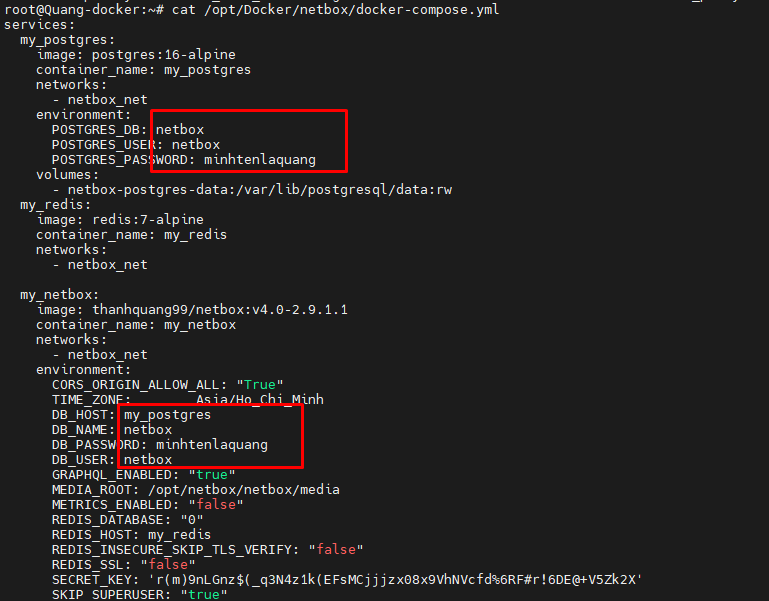 root@Quang-docker:~# cat /opt/Docker/netbox/docker-compose.yml
services:
  my_postgres:
    image: postgres:16-alpine
    container_name: my_postgres
    networks:
      - netbox_net
    environment:
      POSTGRES_DB: netbox
      POSTGRES_USER: netbox
      POSTGRES_PASSWORD: minhtenlaquang
    volumes:
      - netbox-postgres-data:/var/lib/postgresql/data:rw
  my_redis:
    image: redis:7-alpine
    container_name: my_redis
    networks:
      - netbox_net

  my_netbox:
    image: thanhquang99/netbox:v4.0-2.9.1.1
    container_name: my_netbox
    networks:
      - netbox_net
    environment:
      CORS_ORIGIN_ALLOW_ALL: "True"
      TIME_ZONE:        Asia/Ho_Chi_Minh
      DB_HOST: my_postgres
      DB_NAME: netbox
      DB_PASSWORD: minhtenlaquang
      DB_USER: netbox
      GRAPHQL_ENABLED: "true"
      MEDIA_ROOT: /opt/netbox/netbox/media
      METRICS_ENABLED: "false"
      REDIS_DATABASE: "0"
      REDIS_HOST: my_redis
      REDIS_INSECURE_SKIP_TLS_VERIFY: "false"
      REDIS_SSL: "false"
      SECRET_KEY: 'r(m)9nLGnz$(_q3N4z1k(EFsMCjjjzx08x9VhNVcfd%6RF#r!6DE@+V5Zk2X'
      SKIP_SUPERUSER: "true"